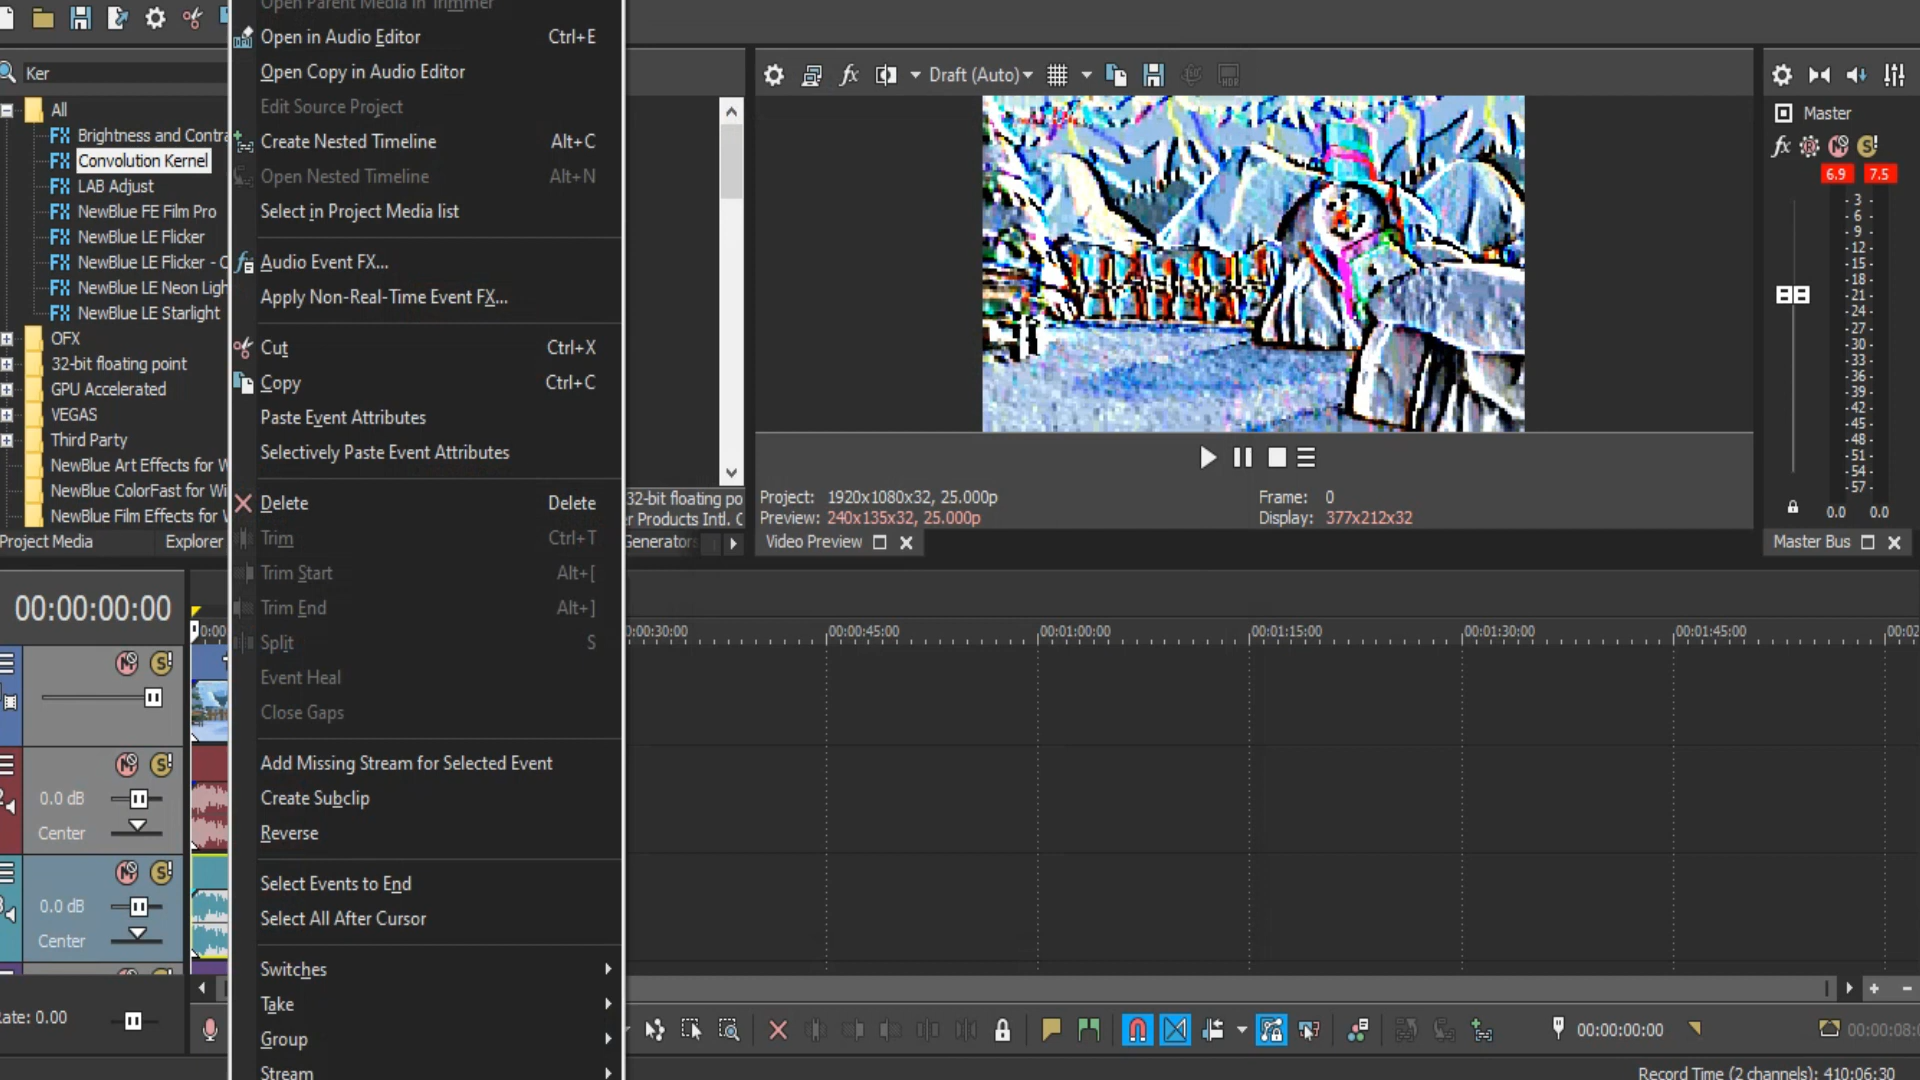 Open Parent Media in Trimmer
Open in Audio Editor Ctrl+E
Open Copy in Audio Editor
Edit Source Project
Create Nested Timeline Alt+C
Open Nested Timeline Alt+N
Select in Project Media list
Audio Event FX...
Apply Non-Real-Time Event FX...
Cut Ctrl+X
Copy Ctrl+C
Paste Event Attributes
Selectively Paste Event Attributes
Delete Delete
Trim Ctrl+T
Trim Start Alt+[
Trim End Alt+]
Split S
Event Heal
Close Gaps
Add Missing Stream for Selected Event
Create Subclip
Reverse
Select Events to End
Select All After Cursor
Switches
Take
Group
Stream
Ker
All
FX Brightness and Contra
FX Convolution Kernel
FX LAB Adjust
FX NewBlue FE Film Pro
FX NewBlue LE Flicker
FX NewBlue LE Flicker - C
FX NewBlue LE Neon Ligh
FX NewBlue LE Starlight
OFX
32-bit floating point
GPU Accelerated
VEGAS
Third Party
NewBlue Art Effects for W
NewBlue ColorFast for Wi
NewBlue Film Effects for W
Project Media Explorer
32-bit floating po
r Products Intl. C
Generators
fx Draft (Auto)
Project: 1920x1080x32, 25.000p
Preview: 240x135x32, 25.000p
Frame: 0
Display: 377x212x32
Video Preview
Master
fx
6.9 7.5
3
6
9
12
15
18
21
24
27
30
33
36
39
42
45
48
51
54
57
0.0 0.0
Master Bus
00:00:00:00
0:00
0:00:30:00 00:00:45:00 00:01:00:00 00:01:15:00 00:01:30:00 00:01:45:00 00:02
0.0 dB
Center
0.0 dB
Center
ate: 0.00
00:00:00:00
00:00:08:0
Record Time (2 channels): 410:06:30